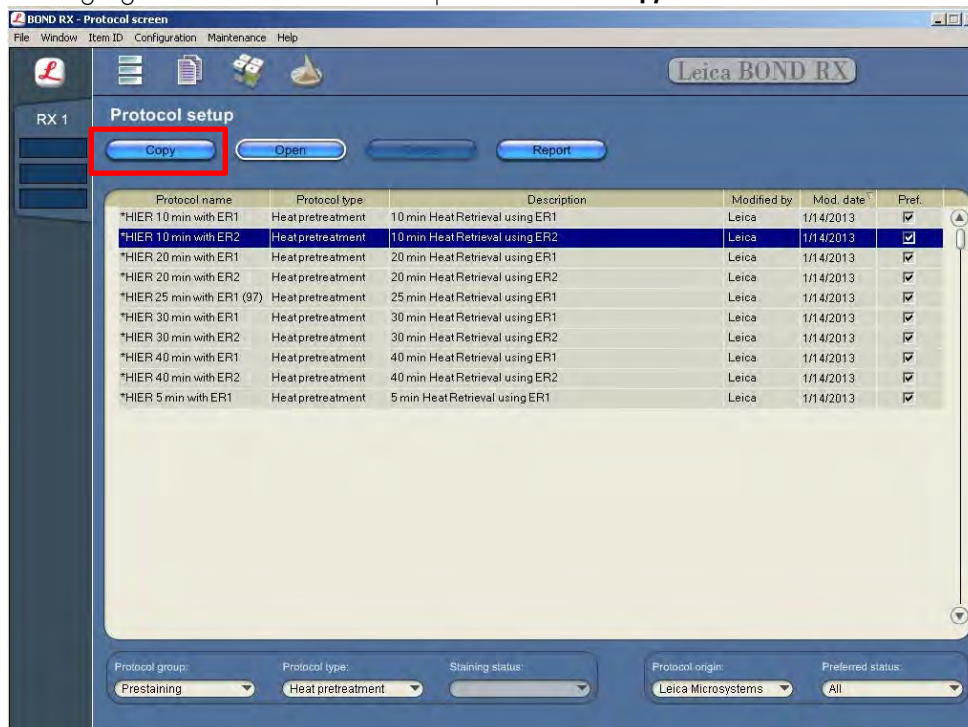 BOND RX - Protocol screen
File Window Item ID Configuration Maintenance Help
Leica BOND RX
RX 1
Protocol setup
Copy Open Report
Protocol name Protocol type Description Modified by Mod. date Pref.
*HIER 10 min with ER1 Heat pretreatment 10 min Heat Retrieval using ER1 Leica 1/14/2013
*HIER 10 min with ER2 Heat pretreatment 10 min Heat Retrieval using ER2 Leica 1/14/2013
*HIER 20 min with ER1 Heat pretreatment 20 min Heat Retrieval using ER1 Leica 1/14/2013
*HIER 20 min with ER2 Heat pretreatment 20 min Heat Retrieval using ER2 Leica 1/14/2013
*HIER 25 min with ER1 (97) Heat pretreatment 25 min Heat Retrieval using ER1 Leica 1/14/2013
*HIER 30 min with ER1 Heat pretreatment 30 min Heat Retrieval using ER1 Leica 1/14/2013
*HIER 30 min with ER2 Heat pretreatment 30 min Heat Retrieval using ER2 Leica 1/14/2013
*HIER 40 min with ER1 Heat pretreatment 40 min Heat Retrieval using ER1 Leica 1/14/2013
*HIER 40 min with ER2 Heat pretreatment 40 min Heat Retrieval using ER2 Leica 1/14/2013
*HIER 5 min with ER1 Heat pretreatment 5 min Heat Retrieval using ER1 Leica 1/14/2013
Protocol group: Protocol type: Staining status: Protocol origin: Preferred status:
Prestaining Heat pretreatment Leica Microsystems All